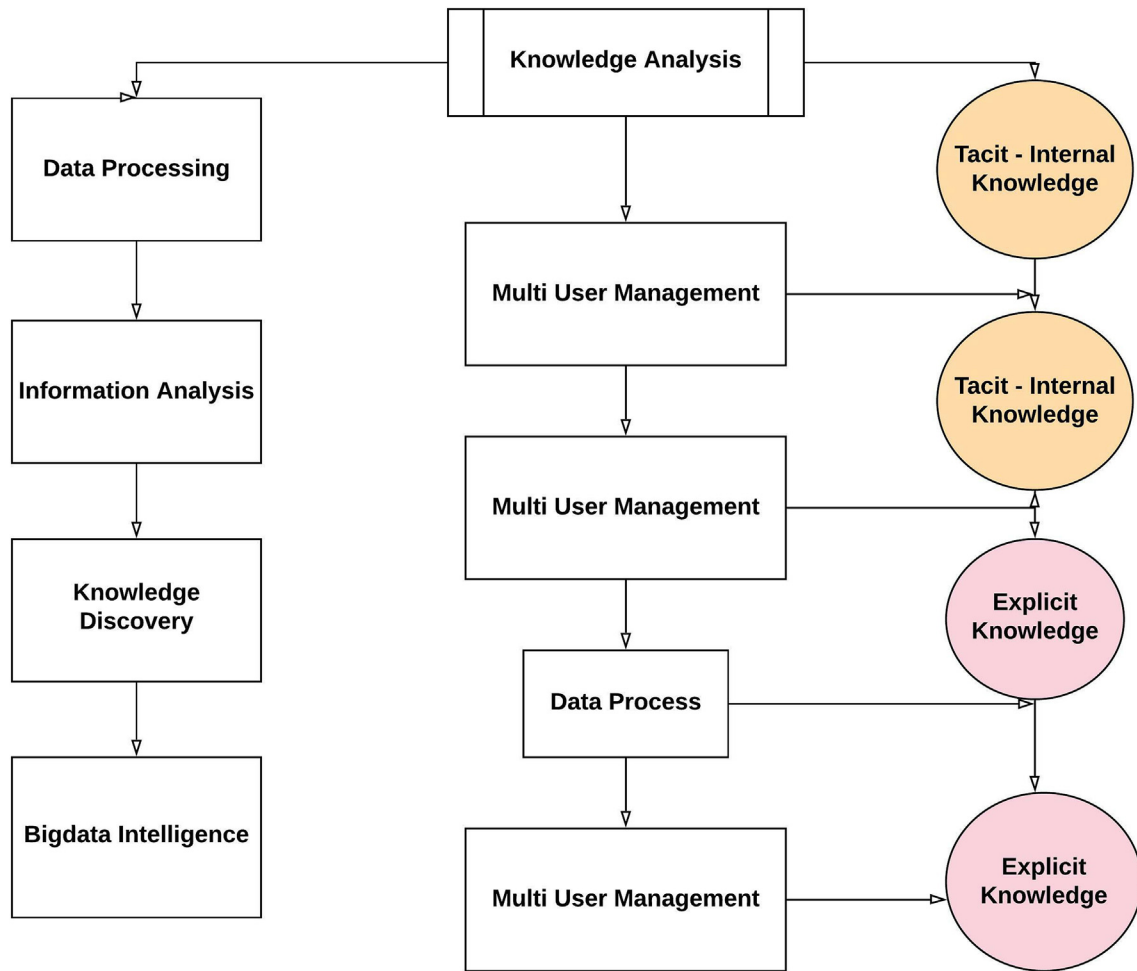 Knowledge Analysis
Data Processing
Tacit - Internal
Knowledge
Multi User Management
Information Analysis
Tacit - Internal
Knowledge
Multi User Management
Knowledge
Discovery
Explicit
Knowledge
Data Process
Bigdata Intelligence
Multi User Management
Explicit
Knowledge